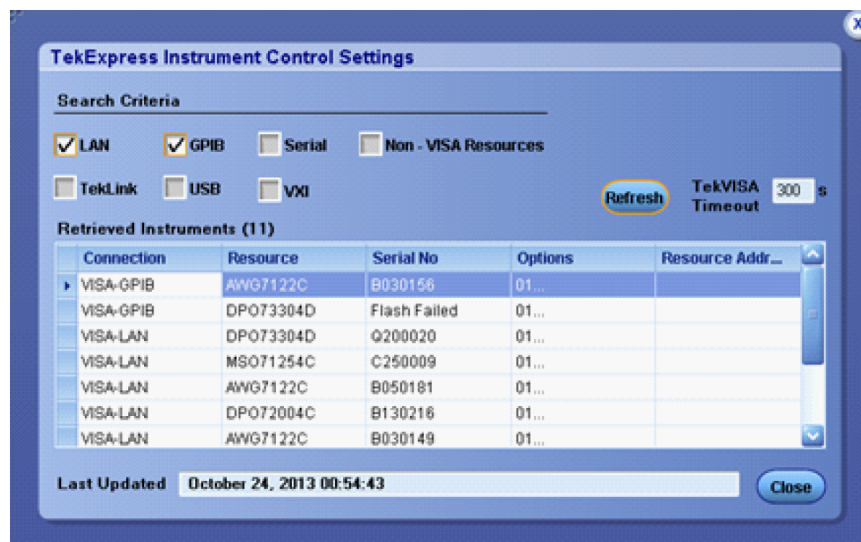 X
TekExpress Instrument Control Settings
Search Criteria
LAN GPIB Serial Non - VISA Resources
TekLink USB VXI
Refresh TekVISA Timeout 300 s
Retrieved Instruments (11)
Connection Resource Serial No Options Resource Addr...
VISA-GPIB AWG7122C B030156 01...
VISA-GPIB DPO73304D Flash Failed 01...
VISA-LAN DPO73304D Q200020 01...
VISA-LAN MSO71254C C250009 01...
VISA-LAN AWG7122C B050181 01...
VISA-LAN DPO72004C B130216 01...
VISA-LAN AWG7122C B030149 01...
Last Updated October 24, 2013 00:54:43
Close